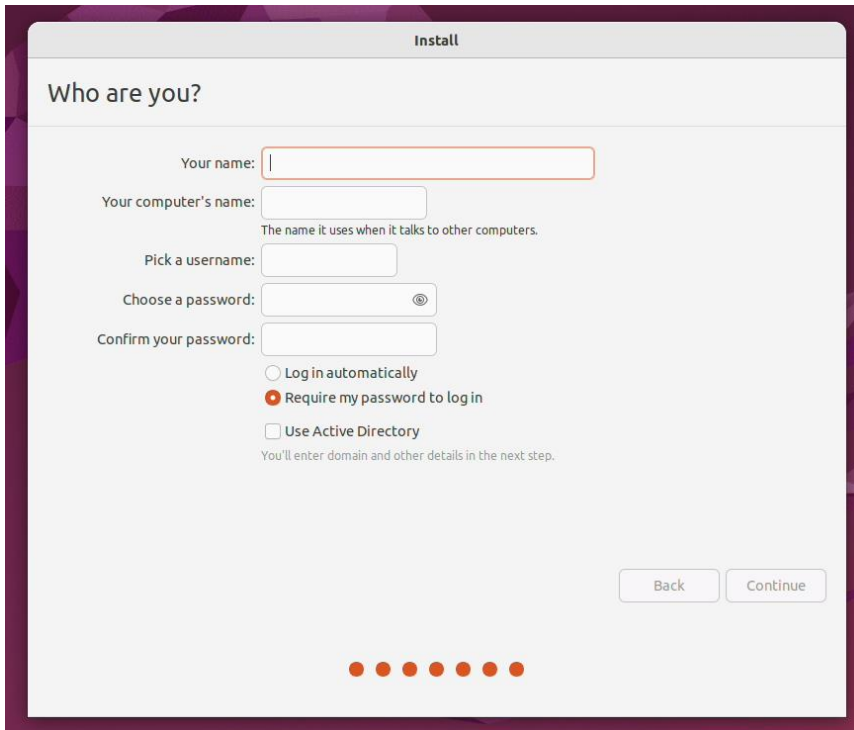 Install
Who are you?
Your name:
Your computer's name:
The name it uses when it talks to other computers.
Pick a username:
Choose a password:
Confirm your password:
Log in automatically
Require my password to log in
Use Active Directory
You'll enter domain and other details in the next step.
Back Continue